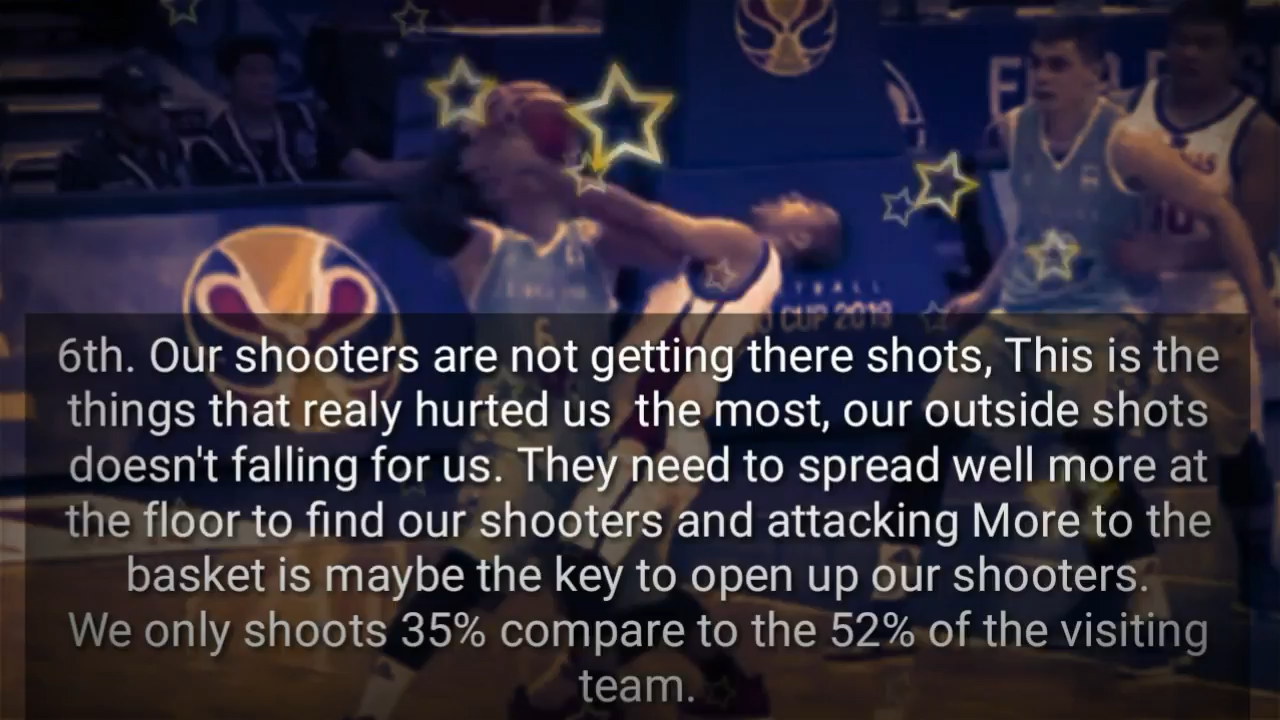 6th. Our shooters are not getting there shots, This is the
things that realy hurted us  the most, our outside shots
doesn't falling for us. They need to spread well more at
the floor to find our shooters and attacking More to the
basket is maybe the key to open up our shooters.
We only shoots 35% compare to the 52% of the visiting
team.
CUP 2019